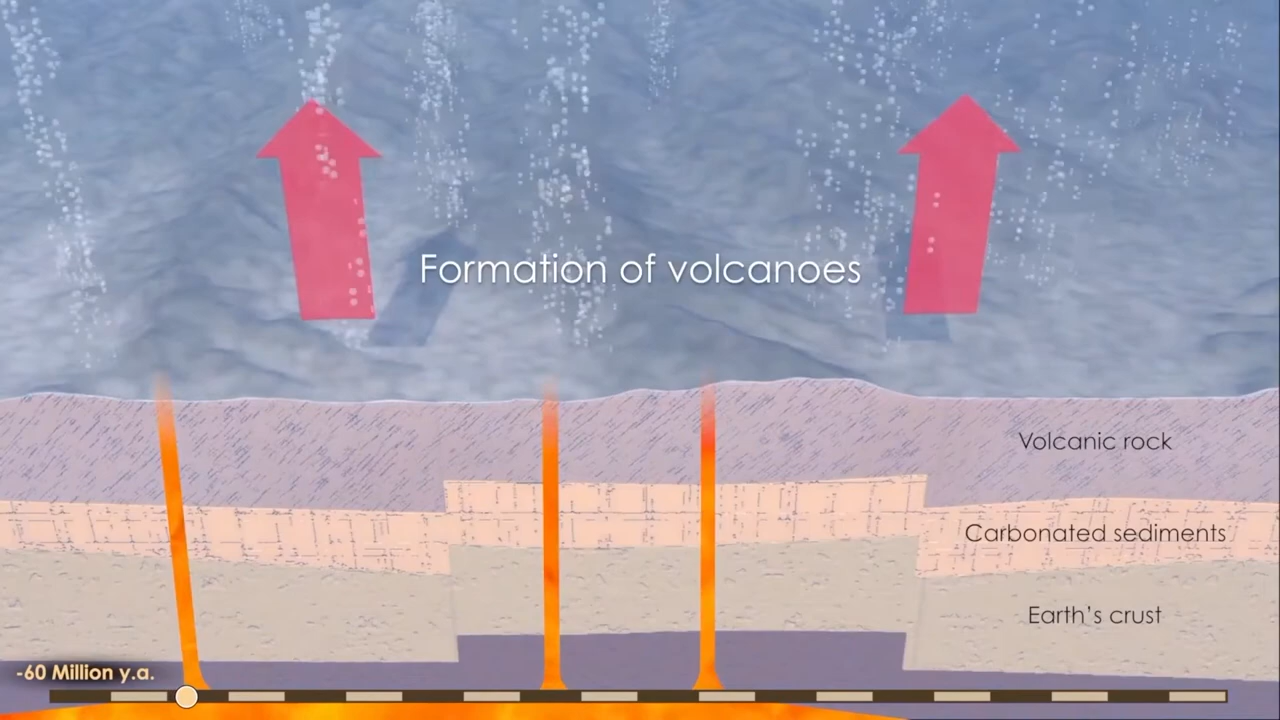 Formation of volcanoes
Volcanic rock
Carbonated sediments
Earth's crust
-60 Million y.a.